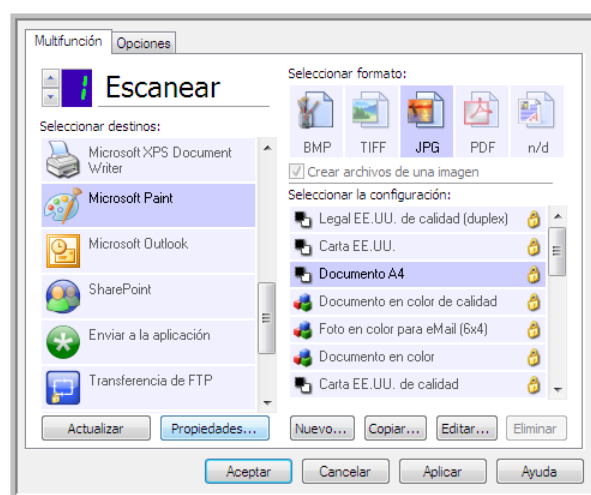 Multifunción
Opciones
1
Escanear
Seleccionar destinos:
Microsoft XPS Document
Writer
Microsoft Paint
Microsoft Outlook
SharePoint
Enviar a la aplicación
Transferencia de FTP
Actualizar
Propiedades...
Seleccionar formato:
BMP
TIFF
JPG
PDF
n/d
Crear archivos de una imagen
Seleccionar la configuración:
Legal EE.UU. de calidad (duplex)
Carta EE.UU.
Documento A4
Documento en color de calidad
Foto en color para eMail (6x4)
Documento en color
Carta EE.UU. de calidad
Nuevo...
Copiar...
Editar...
Eliminar
Aceptar
Cancelar
Aplicar
Ayuda